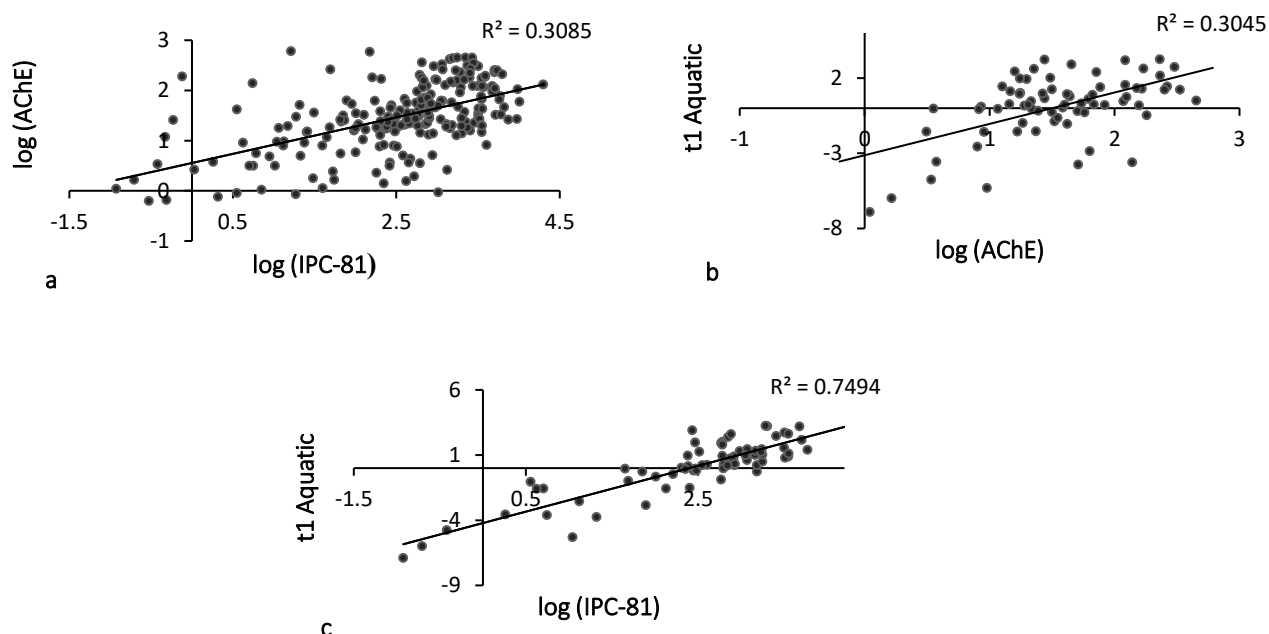 R² = 0.3085
3
2
1
0
-1
-1.5
0.5
2.5
4.5
log (AChE)
log (IPC-81)
a
R² = 0.3045
2
-3
-8
-1
0
1
2
3
t1 Aquatic
log (AChE)
b
R² = 0.7494
6
1
-4
-9
-1.5
0.5
2.5
t1 Aquatic
log (IPC-81)
c